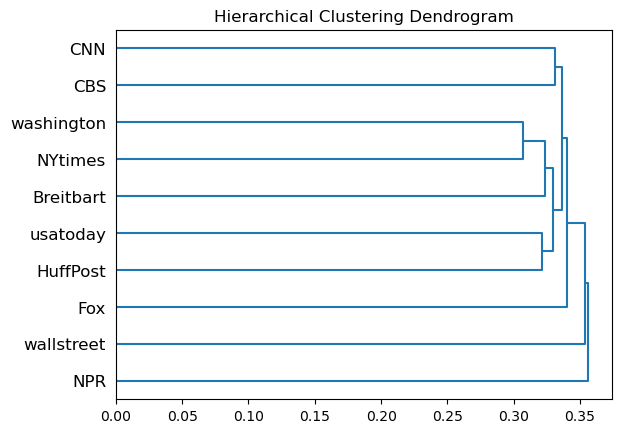 Hierarchical Clustering Dendrogram
CNN
CBS
washington
NYtimes
Breitbart
usatoday
HuffPost
Fox
wallstreet
NPR
0.00 0.05 0.10 0.15 0.20 0.25 0.30 0.35